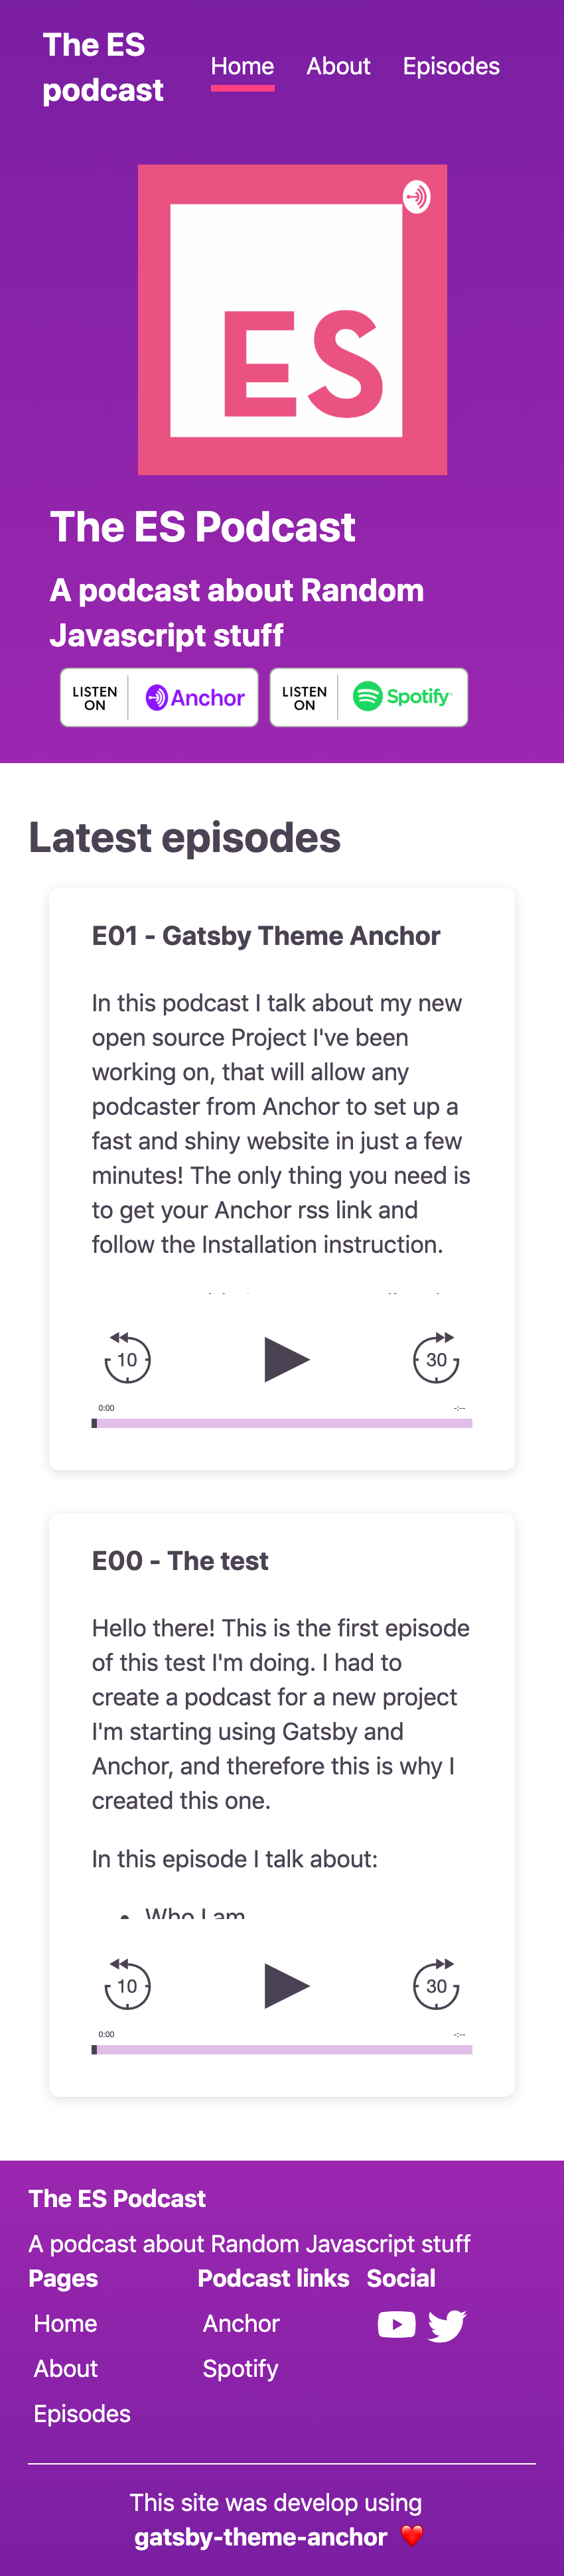 The ES
podcast
Home About Episodes
ES
The ES Podcast
A podcast about Random
Javascript stuff
LISTEN
ON
Anchor
LISTEN
ON
Spotify
Latest episodes
E01 - Gatsby Theme Anchor
In this podcast I talk about my new
open source Project I've been
working on, that will allow any
podcaster from Anchor to set up a
fast and shiny website in just a few
minutes! The only thing you need is
to get your Anchor rss link and
follow the Installation instruction.
10 30
0:00 -:--
E00 - The test
Hello there! This is the first episode
of this test I'm doing. I had to
create a podcast for a new project
I'm starting using Gatsby and
Anchor, and therefore this is why I
created this one.
In this episode I talk about:
• Who I am
10 30
0:00 -:--
The ES Podcast
A podcast about Random Javascript stuff
Pages Podcast links Social
Home Anchor
About Spotify
Episodes
This site was develop using
gatsby-theme-anchor ❤️